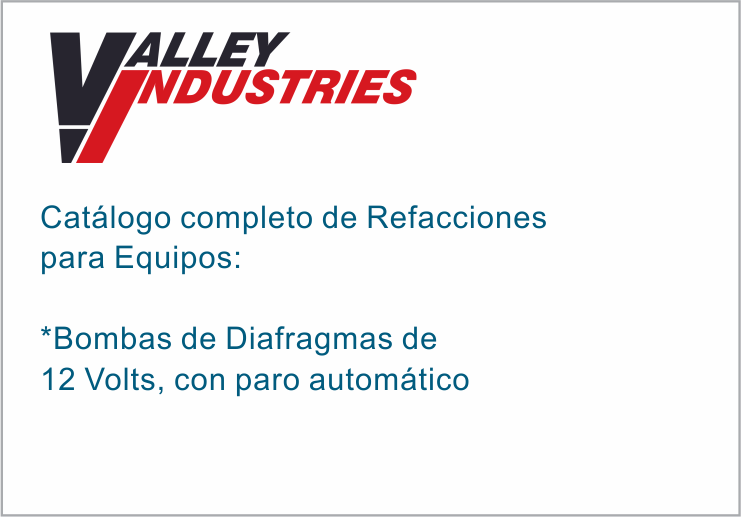 VALLEY
INDUSTRIES
Catálogo completo de Refacciones
para Equipos:
*Bombas de Diafragmas de
12 Volts, con paro automático